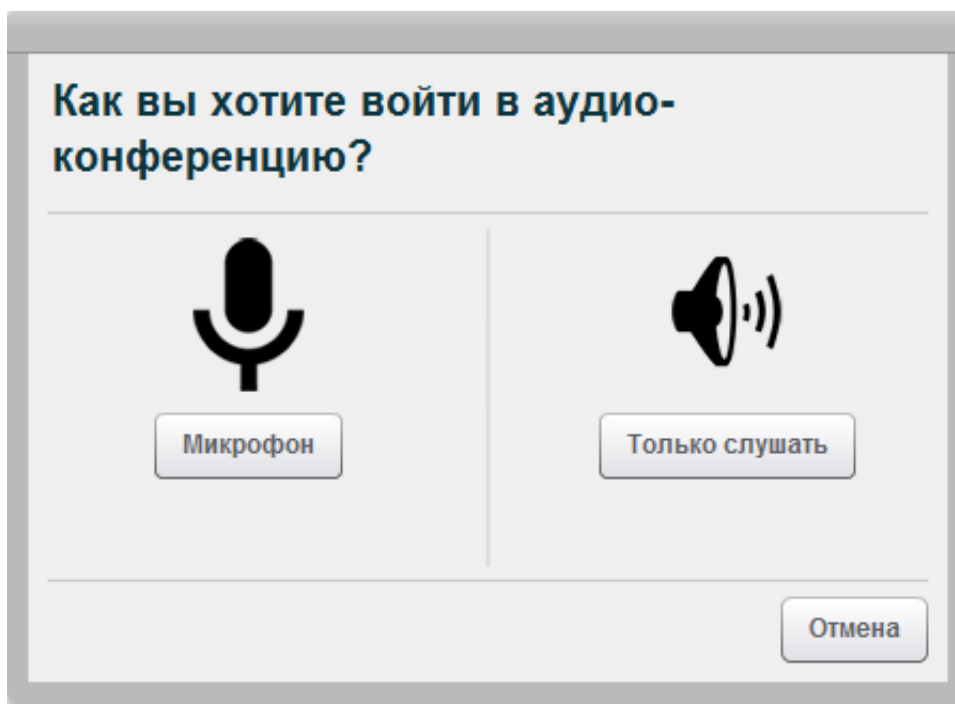 Как вы хотите войти в аудио-
конференцию?
Микрофон
Только слушать
Отмена